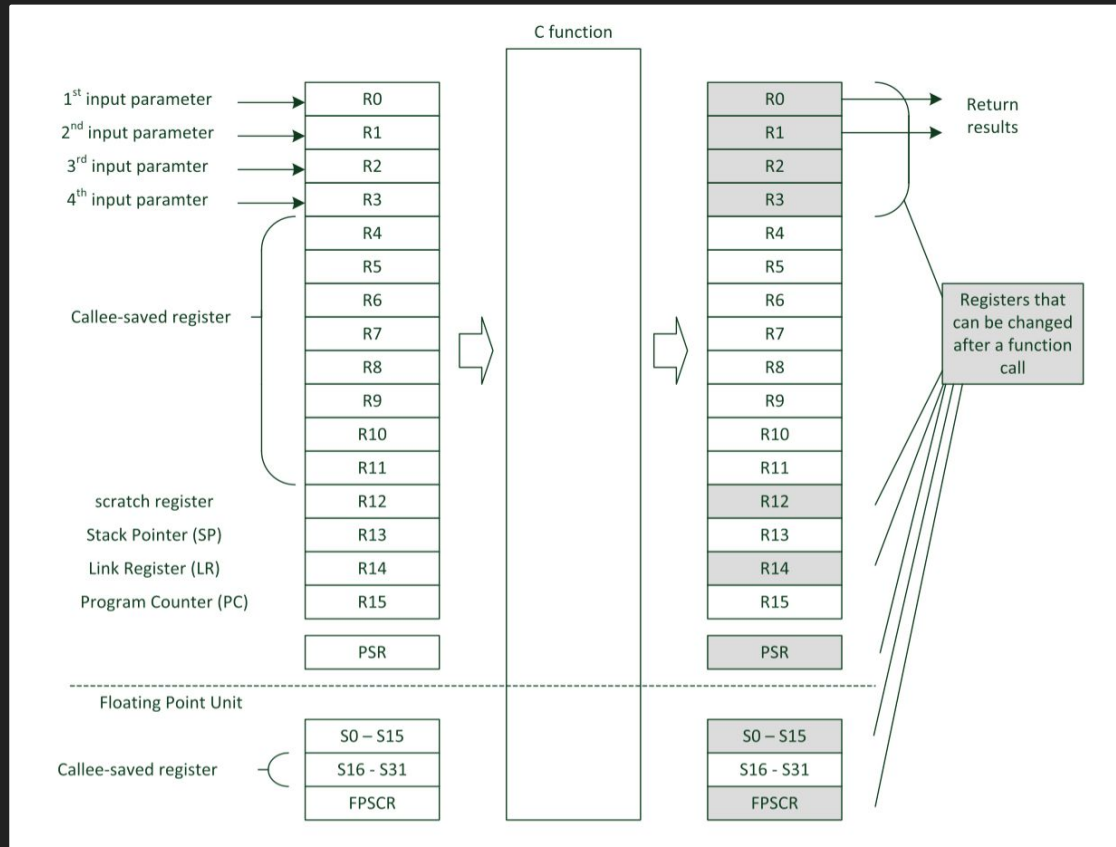 C function
1st input parameter
2nd input parameter
3rd input paramter
4th input paramter
Callee-saved register
scratch register
Stack Pointer (SP)
Link Register (LR)
Program Counter (PC)
R0
R1
R2
R3
R4
R5
R6
R7
R8
R9
R10
R11
R12
R13
R14
R15
PSR
R0
R1
R2
R3
R4
R5
R6
R7
R8
R9
R10
R11
R12
R13
R14
R15
PSR
Return
results
Registers that
can be changed
after a function
call
Floating Point Unit
Callee-saved register
S0 – S15
S16 - S31
FPSCR
S0 – S15
S16 - S31
FPSCR